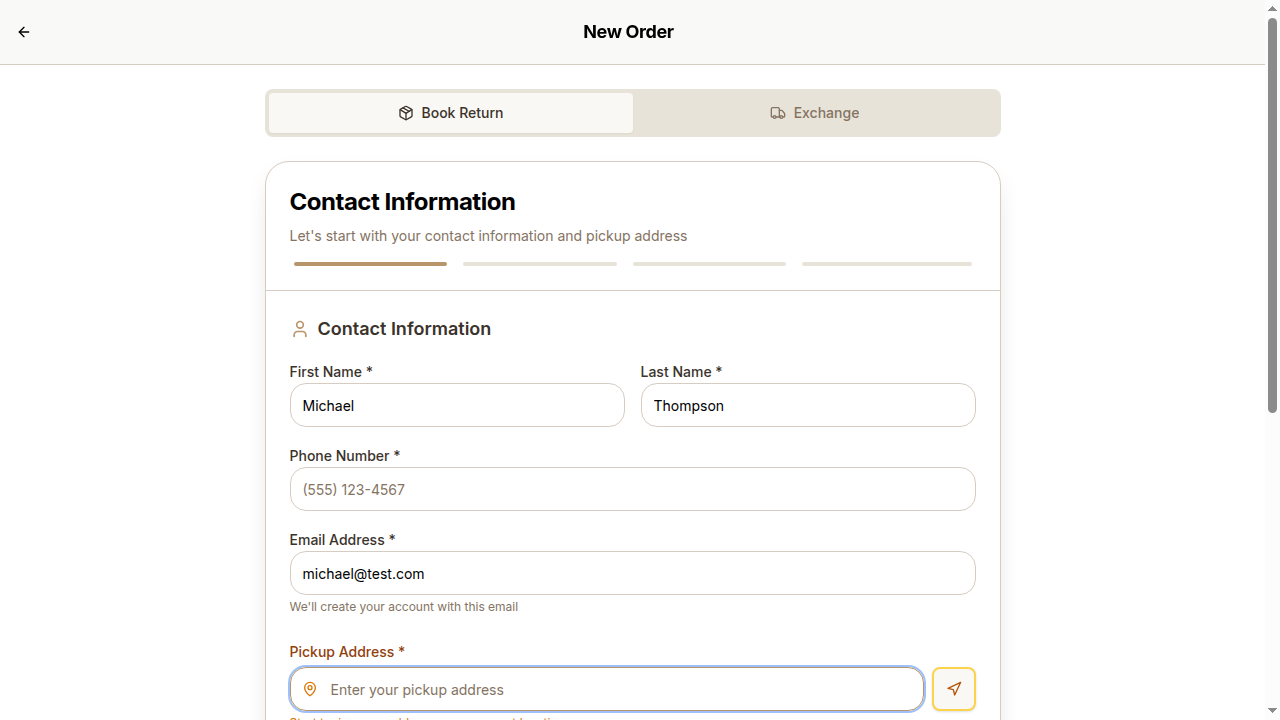 New Order
Book Return
Exchange
Contact Information
Let's start with your contact information and pickup address
Contact Information
First Name *
Last Name *
Michael
Thompson
Phone Number *
(555) 123-4567
Email Address *
michael@test.com
We'll create your account with this email
Pickup Address *
Enter your pickup address